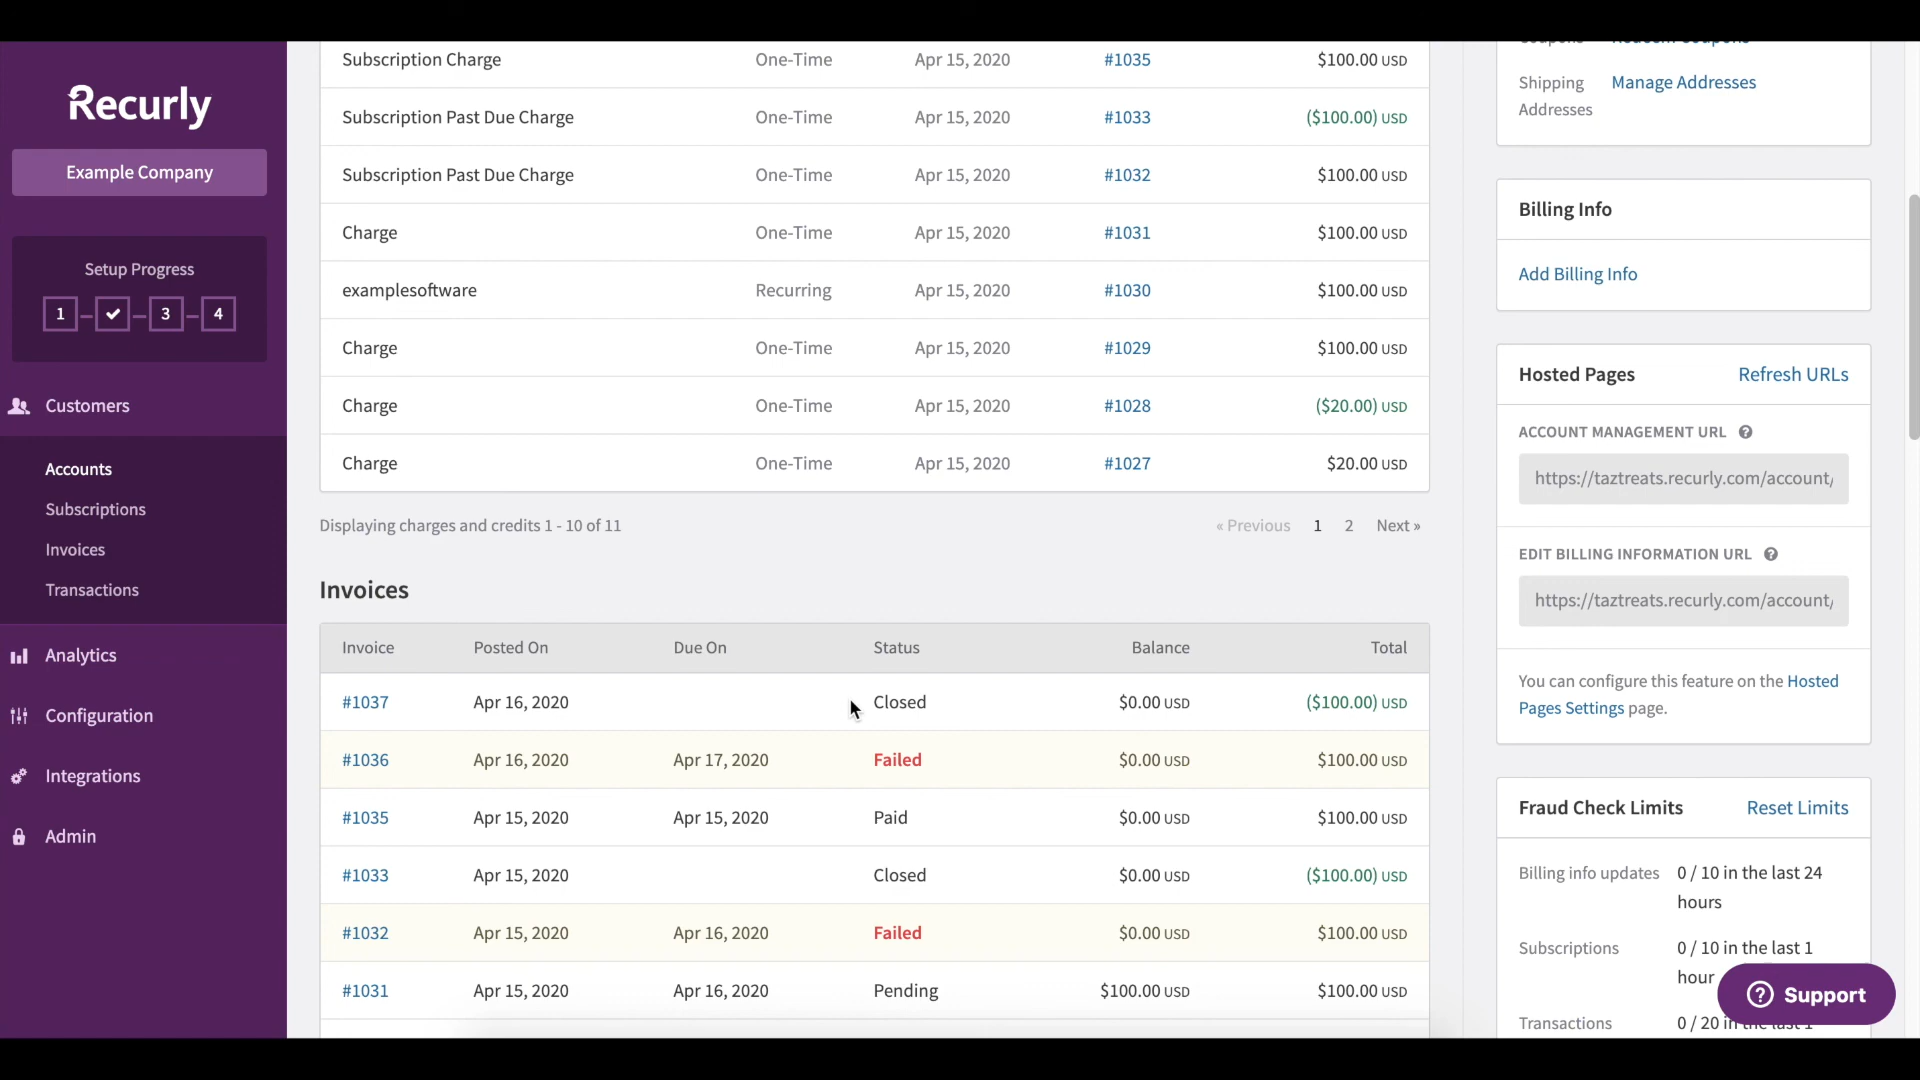 Recurly
Example Company
Setup Progress
1 3 4
Customers
Accounts
Subscriptions
Invoices
Transactions
Analytics
Configuration
Integrations
Admin
Subscription Charge One-Time Apr 15, 2020 #1035 $100.00 USD
Subscription Past Due Charge One-Time Apr 15, 2020 #1033 ($100.00) USD
Subscription Past Due Charge One-Time Apr 15, 2020 #1032 $100.00 USD
Charge One-Time Apr 15, 2020 #1031 $100.00 USD
examplesoftware Recurring Apr 15, 2020 #1030 $100.00 USD
Charge One-Time Apr 15, 2020 #1029 $100.00 USD
Charge One-Time Apr 15, 2020 #1028 ($20.00) USD
Charge One-Time Apr 15, 2020 #1027 $20.00 USD
Displaying charges and credits 1 - 10 of 11 « Previous 1 2 Next »
Invoices
Invoice Posted On Due On Status Balance Total
#1037 Apr 16, 2020 Closed $0.00 USD ($100.00) USD
#1036 Apr 16, 2020 Apr 17, 2020 Failed $0.00 USD $100.00 USD
#1035 Apr 15, 2020 Apr 15, 2020 Paid $0.00 USD $100.00 USD
#1033 Apr 15, 2020 Closed $0.00 USD ($100.00) USD
#1032 Apr 15, 2020 Apr 16, 2020 Failed $0.00 USD $100.00 USD
#1031 Apr 15, 2020 Apr 16, 2020 Pending $100.00 USD $100.00 USD
Shipping Manage Addresses
Addresses
Billing Info
Add Billing Info
Hosted Pages Refresh URLs
ACCOUNT MANAGEMENT URL ?
https://taztreats.recurly.com/account/
EDIT BILLING INFORMATION URL ?
https://taztreats.recurly.com/account/
You can configure this feature on the Hosted
Pages Settings page.
Fraud Check Limits Reset Limits
Billing info updates 0 / 10 in the last 24
hours
Subscriptions 0 / 10 in the last 1
hour
? Support
Transactions 0 / 20 in